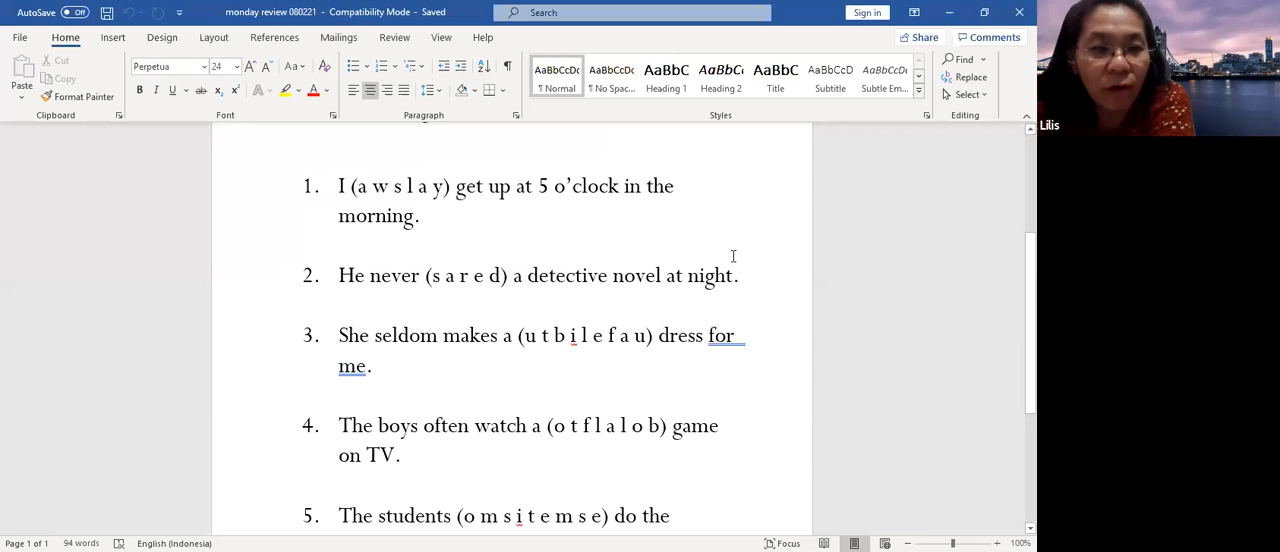 AutoSave Off monday review 080221 - Compatibility Mode - Saved Search Sign in
File Home Insert Design Layout References Mailings Review View Help Share Comments
Paste Cut Copy Format Painter Clipboard
Perpetua 24 Font
Paragraph
AaBbCcDc ¶ Normal
AaBbCcDc ¶ No Spac...
AaBbC Heading 1
AaBbC Heading 2
AaBbC Title
AaBbCcD Subtitle
AaBbCcD Subtle Em...
Styles
Find Replace Select Editing
Lilis
1. I (a w s l a y) get up at 5 o’clock in the
morning.
2. He never (s a r e d) a detective novel at night.
3. She seldom makes a (u t b i l e f a u) dress for
me.
4. The boys often watch a (o t f l a l o b) game
on TV.
5. The students (o m s i t e m s e) do the
Page 1 of 1 94 words English (Indonesia) Focus 100%